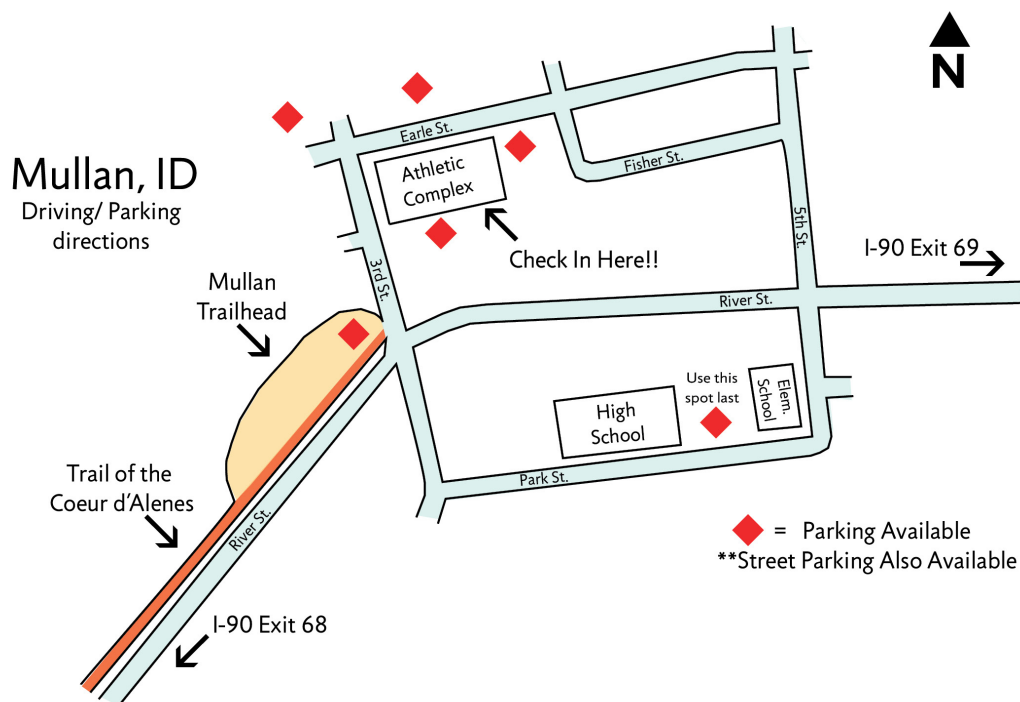 N
Mullan, ID
Driving/ Parking
directions
Earle St.
Athletic
Complex
Fisher St.
Check In Here!!
5th St.
I-90 Exit 69
3rd St.
Mullan
Trailhead
River St.
Use this
spot last
Elem.
School
High
School
Park St.
Trail of the
Coeur d’Alenes
River St.
= Parking Available
**Street Parking Also Available
I-90 Exit 68